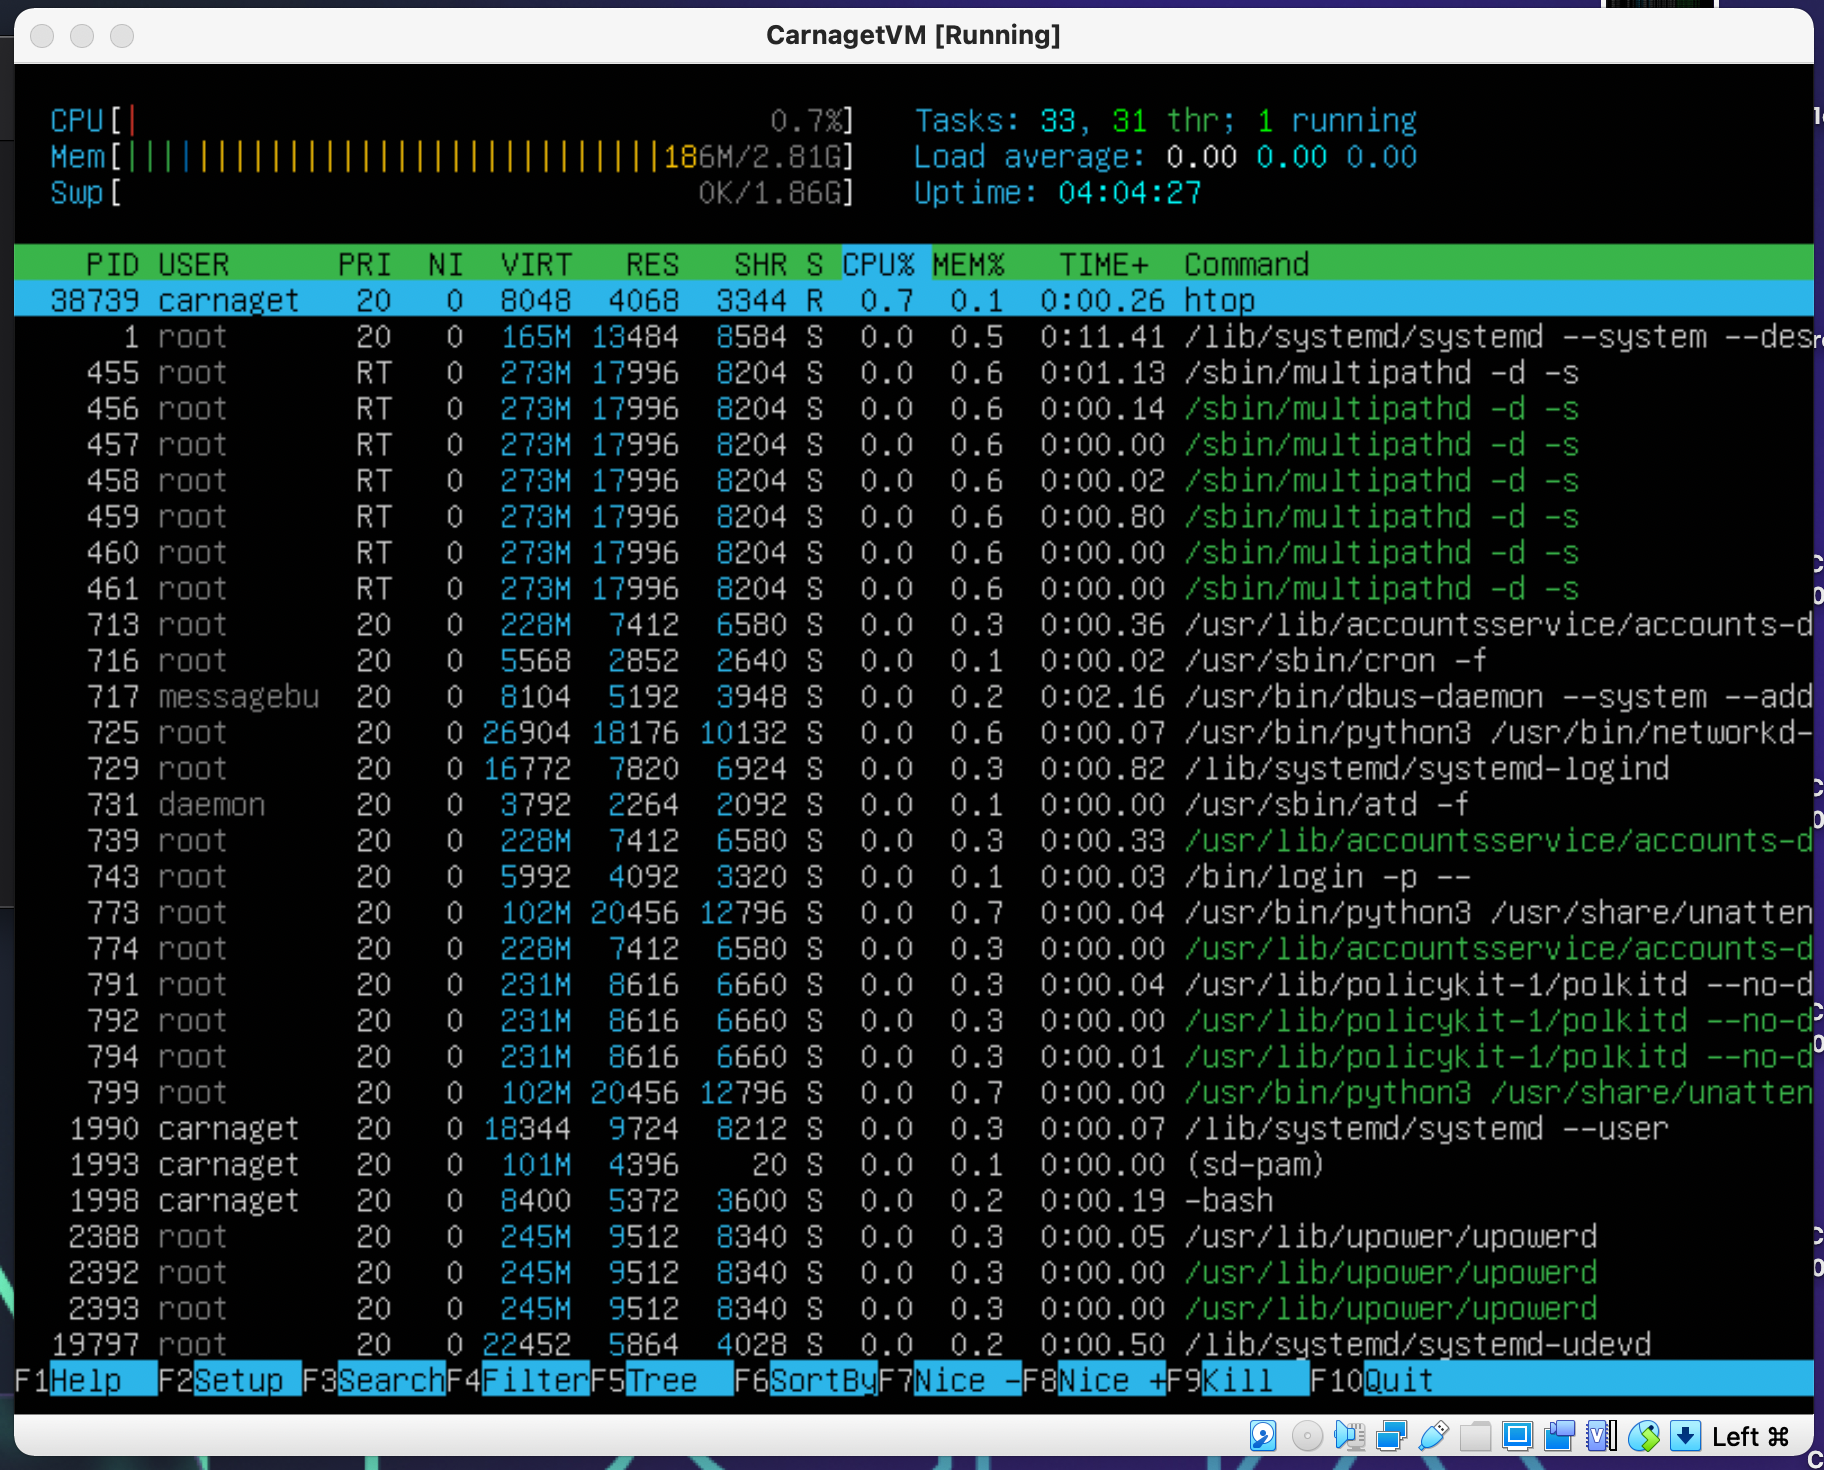 CarnagetVM [Running]
CPU[| 0.7%] Tasks: 33, 31 thr; 1 running
Mem[||||||||||||||||||||||||||||||186M/2.81G] Load average: 0.00 0.00 0.00
Swp[ 0K/1.86G] Uptime: 04:04:27
PID USER PRI NI VIRT RES SHR S CPU% MEM% TIME+ Command
38739 carnaget 20 0 8048 4068 3344 R 0.7 0.1 0:00.26 htop
1 root 20 0 165M 13484 8584 S 0.0 0.5 0:11.41 /lib/systemd/systemd --system --des
455 root RT 0 273M 17996 8204 S 0.0 0.6 0:01.13 /sbin/multipathd -d -s
456 root RT 0 273M 17996 8204 S 0.0 0.6 0:00.14 /sbin/multipathd -d -s
457 root RT 0 273M 17996 8204 S 0.0 0.6 0:00.00 /sbin/multipathd -d -s
458 root RT 0 273M 17996 8204 S 0.0 0.6 0:00.02 /sbin/multipathd -d -s
459 root RT 0 273M 17996 8204 S 0.0 0.6 0:00.80 /sbin/multipathd -d -s
460 root RT 0 273M 17996 8204 S 0.0 0.6 0:00.00 /sbin/multipathd -d -s
461 root RT 0 273M 17996 8204 S 0.0 0.6 0:00.00 /sbin/multipathd -d -s
713 root 20 0 228M 7412 6580 S 0.0 0.3 0:00.36 /usr/lib/accountsservice/accounts-d
716 root 20 0 5568 2852 2640 S 0.0 0.1 0:00.02 /usr/sbin/cron -f
717 messagebu 20 0 8104 5192 3948 S 0.0 0.2 0:02.16 /usr/bin/dbus-daemon --system --add
725 root 20 0 26904 18176 10132 S 0.0 0.6 0:00.07 /usr/bin/python3 /usr/bin/networkd-
729 root 20 0 16772 7820 6924 S 0.0 0.3 0:00.82 /lib/systemd/systemd-logind
731 daemon 20 0 3792 2264 2092 S 0.0 0.1 0:00.00 /usr/sbin/atd -f
739 root 20 0 228M 7412 6580 S 0.0 0.3 0:00.33 /usr/lib/accountsservice/accounts-d
743 root 20 0 5992 4092 3320 S 0.0 0.1 0:00.03 /bin/login -p --
773 root 20 0 102M 20456 12796 S 0.0 0.7 0:00.04 /usr/bin/python3 /usr/share/unatten
774 root 20 0 228M 7412 6580 S 0.0 0.3 0:00.00 /usr/lib/accountsservice/accounts-d
791 root 20 0 231M 8616 6660 S 0.0 0.3 0:00.04 /usr/lib/policykit-1/polkitd --no-d
792 root 20 0 231M 8616 6660 S 0.0 0.3 0:00.00 /usr/lib/policykit-1/polkitd --no-d
794 root 20 0 231M 8616 6660 S 0.0 0.3 0:00.01 /usr/lib/policykit-1/polkitd --no-d
799 root 20 0 102M 20456 12796 S 0.0 0.7 0:00.00 /usr/bin/python3 /usr/share/unatten
1990 carnaget 20 0 18344 9724 8212 S 0.0 0.3 0:00.07 /lib/systemd/systemd --user
1993 carnaget 20 0 101M 4396 20 S 0.0 0.1 0:00.00 (sd-pam)
1998 carnaget 20 0 8400 5372 3600 S 0.0 0.2 0:00.19 -bash
2388 root 20 0 245M 9512 8340 S 0.0 0.3 0:00.05 /usr/lib/upower/upowerd
2392 root 20 0 245M 9512 8340 S 0.0 0.3 0:00.00 /usr/lib/upower/upowerd
2393 root 20 0 245M 9512 8340 S 0.0 0.3 0:00.00 /usr/lib/upower/upowerd
19797 root 20 0 22452 5864 4028 S 0.0 0.2 0:00.50 /lib/systemd/systemd-udevd
F1Help F2Setup F3SearchF4FilterF5Tree F6SortByF7Nice -F8Nice +F9Kill F10Quit
Left ⌘